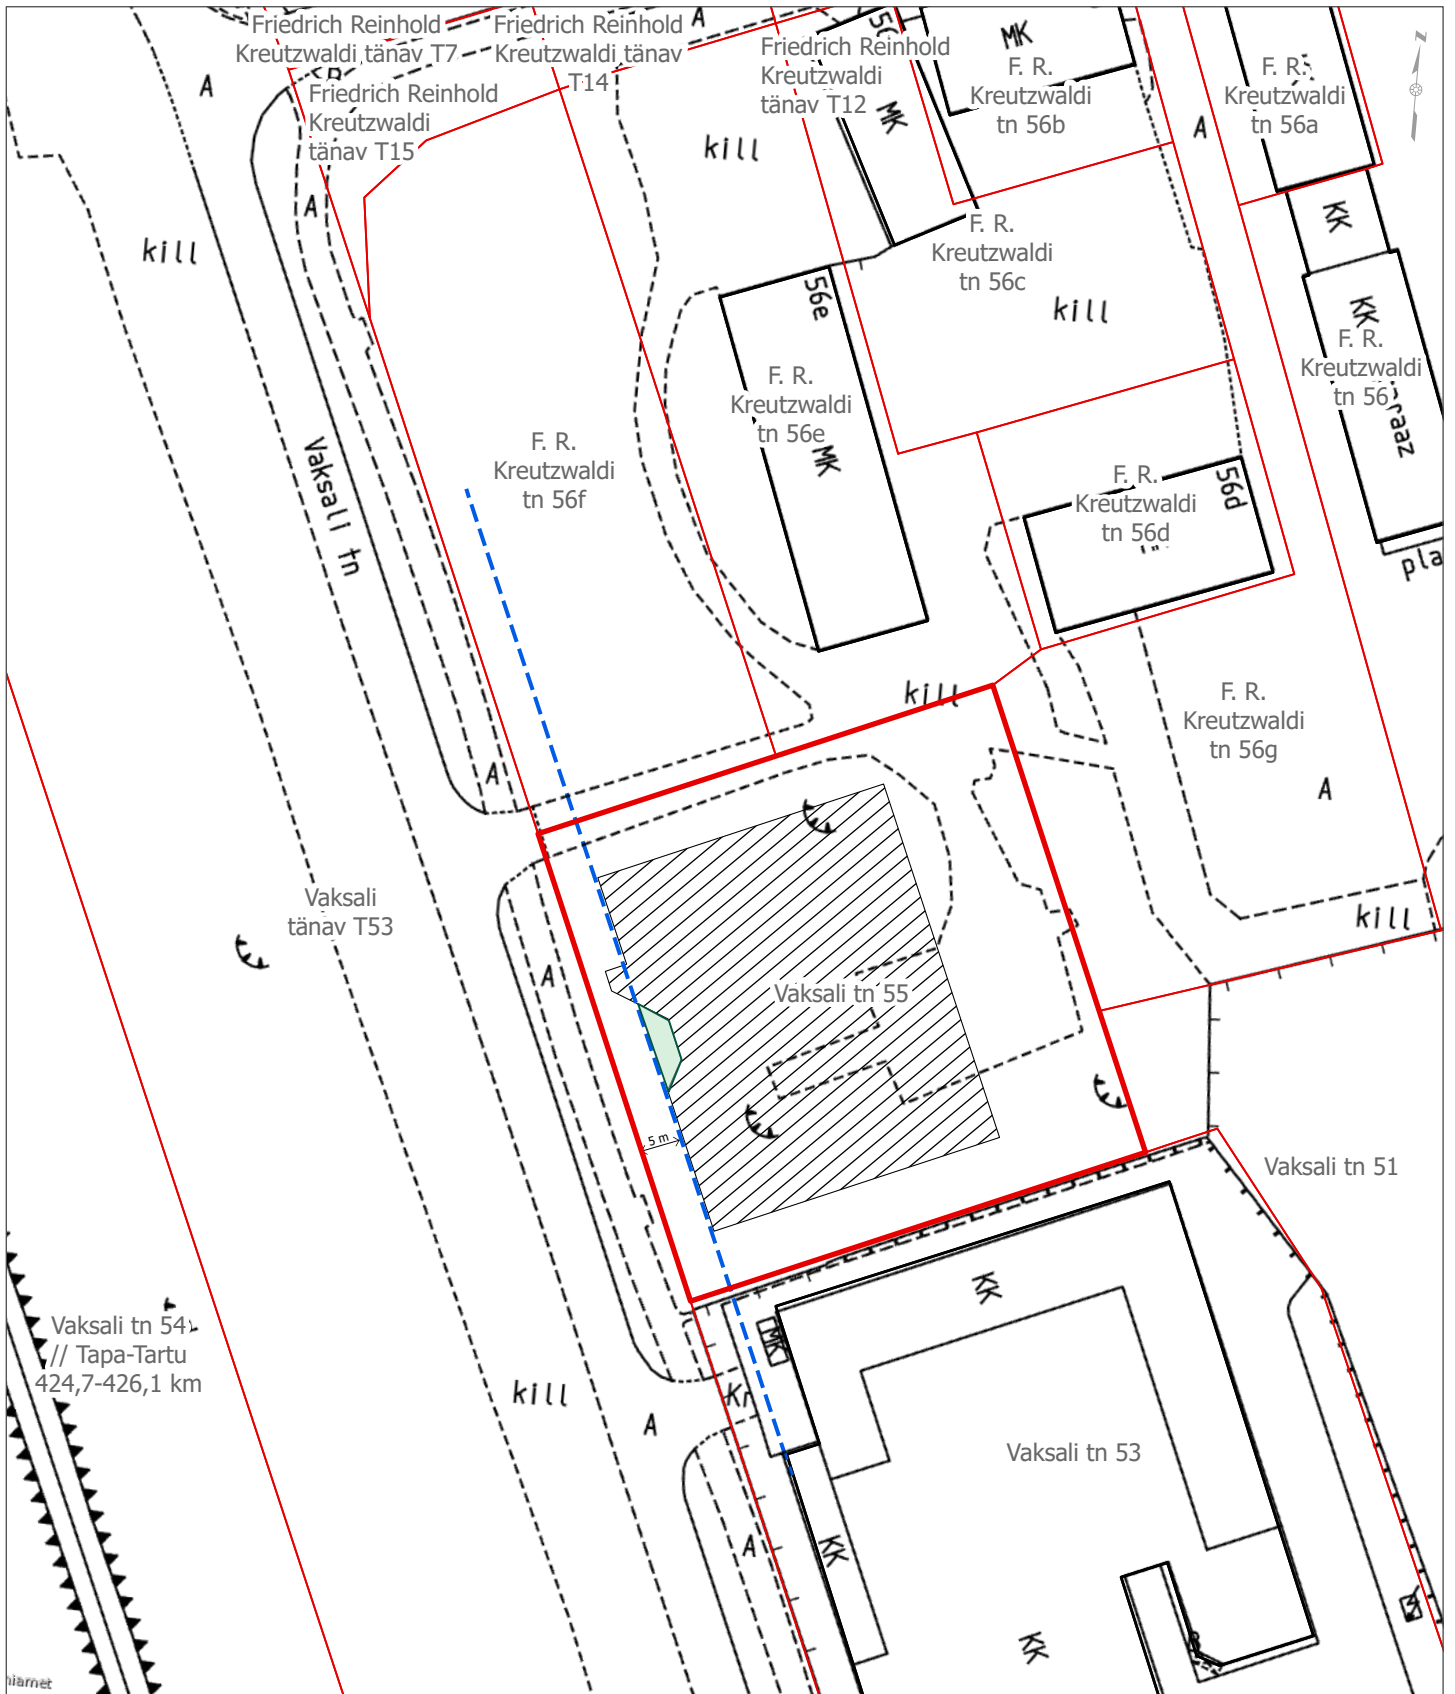 Friedrich Reinhold
Kreutzwaldi tänav T7
Friedrich Reinhold
Kreutzwaldi tänav
T14
Friedrich Reinhold
Kreutzwaldi
tänav T12
Friedrich Reinhold
Kreutzwaldi
tänav T15
A
A
A
A
kill
kill
MK
MK
F. R.
Kreutzwaldi
tn 56b
F. R.
Kreutzwaldi
tn 56a
N
KK
F. R.
Kreutzwaldi
tn 56c
kill
56e
F. R.
Kreutzwaldi
tn 56e
MK
KK
F. R.
Kreutzwaldi
tn 56
F. R.
Kreutzwaldi
tn 56f
Vaksali tn
F. R.
Kreutzwaldi
tn 56d
56d
kill
F. R.
Kreutzwaldi
tn 56g
A
A
kill
Vaksali
tänav T53
A
Vaksali tn 55
5 m
Vaksali tn 51
KK
MK
Vaksali tn 54
// Tapa-Tartu
424,7-426,1 km
kill
Kr
A
Vaksali tn 53
A
KK
KK